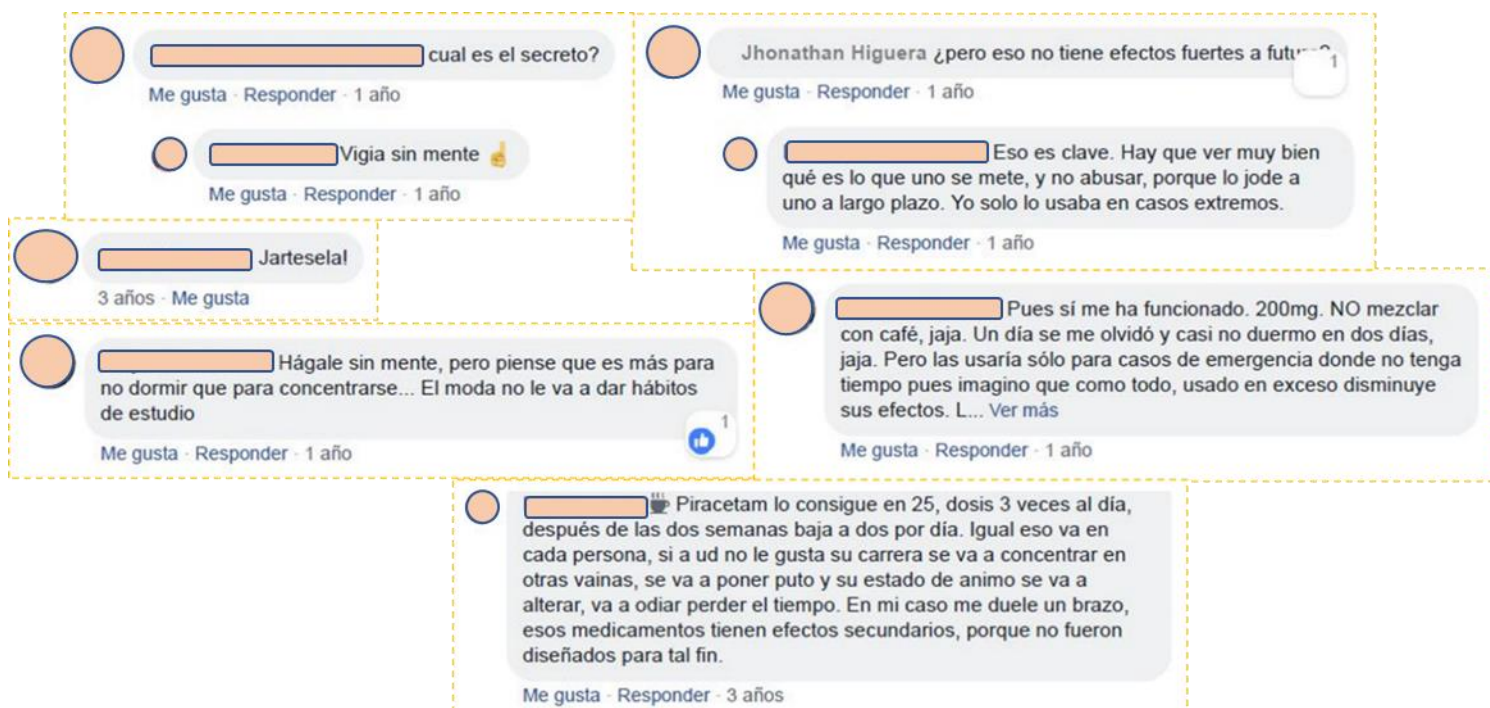 cual es el secreto?
Me gusta · Responder · 1 año
Vigia sin mente ☝
Me gusta · Responder · 1 año
Jhonathan Higuera ¿pero eso no tiene efectos fuertes a
1
Me gusta · Responder · 1 año
Eso es clave. Hay que ver muy bien
qué es lo que uno se mete, y no abusar, porque lo jode a
uno a largo plazo. Yo solo lo usaba en casos extremos.
Me gusta · Responder · 1 año
Jartesela!
3 años · Me gusta
Hágale sin mente, pero piense que es más para
no dormir que para concentrarse... El moda no le va a dar hábitos
de estudio
1
Me gusta · Responder · 1 año
Pues sí me ha funcionado. 200mg. NO mezclar
con café, jaja. Un día se me olvidó y casi no duermo en dos días,
jaja. Pero las usaría sólo para casos de emergencia donde no tenga
tiempo pues imagino que como todo, usado en exceso disminuye
sus efectos. L... Ver más
Me gusta · Responder · 1 año
☕ Piracetam lo consigue en 25, dosis 3 veces al día,
después de las dos semanas baja a dos por día. Igual eso va en
cada persona, si a ud no le gusta su carrera se va a concentrar en
otras vainas, se va a poner puto y su estado de animo se va a
alterar, va a odiar perder el tiempo. En mi caso me duele un brazo,
esos medicamentos tienen efectos secundarios, porque no fueron
diseñados para tal fin.
Me gusta · Responder · 3 años